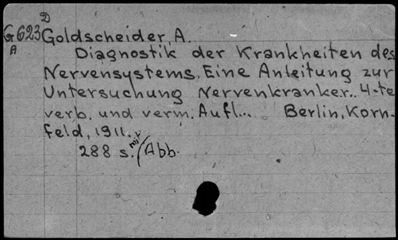 D
G623 Goldscheider, A.
A
Diagnostik der Krankheiten des
Nervensystems. Eine Anleitung zur
Untersuchung Nervenkranker.. 4-te
verb. und verm. Aufl... Berlin, Korn-
feld, 1911.
288 s. mit Abb.